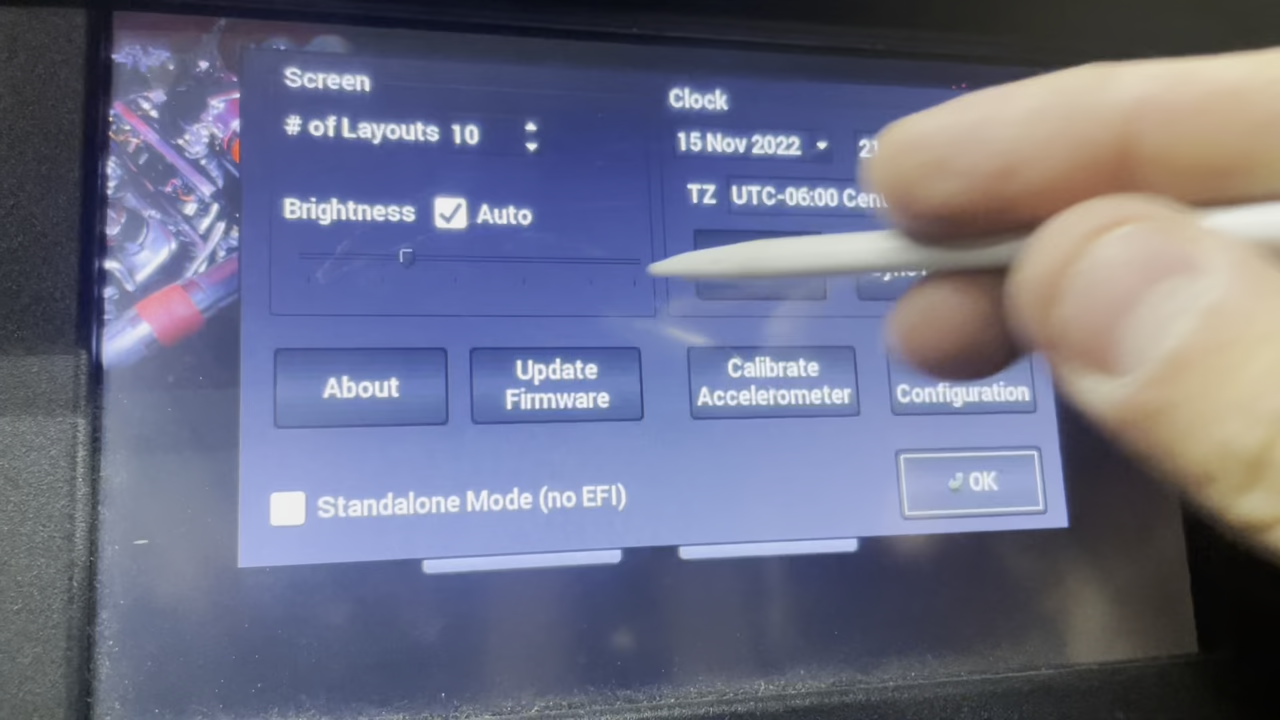 Screen
# of Layouts 10
Brightness Auto
Clock
15 Nov 2022
TZ UTC-06:00
About
Update
Firmware
Calibrate
Accelerometer
Configuration
Standalone Mode (no EFI)
OK